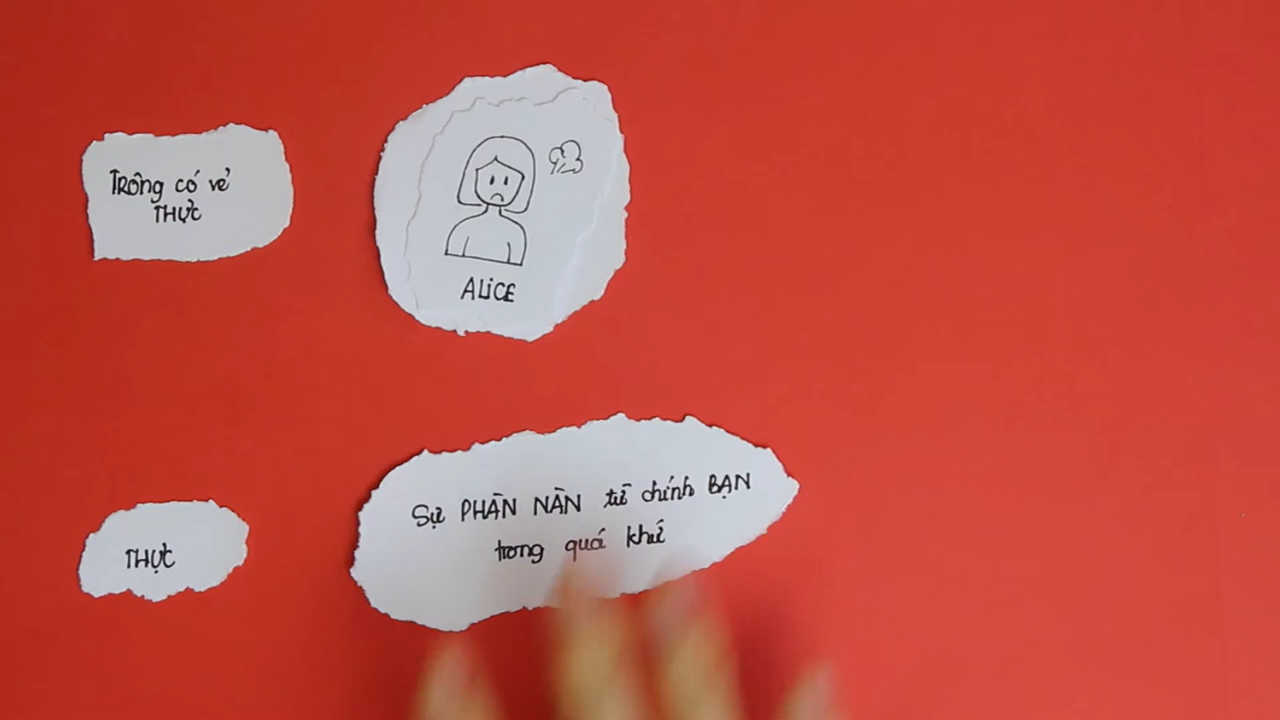 Trông có vẻ
THỰC
ALiCE
Sự PHÀN NÀN từ chính BẠN
trong quá khứ
THỰC